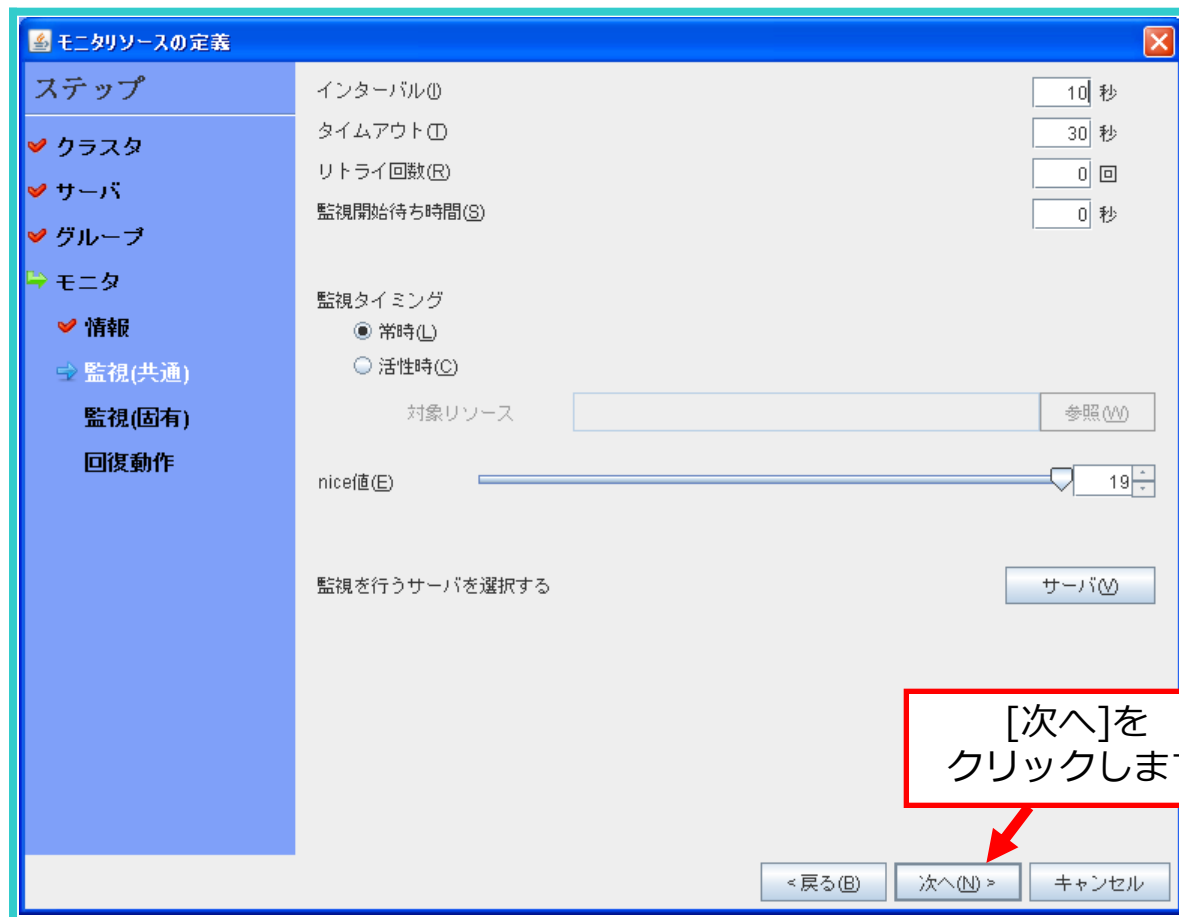 モニタリソースの定義
ステップ
クラスタ
サーバ
グループ
モニタ
情報
監視(共通)
監視(固有)
回復動作
インターバル(I) 10 秒
タイムアウト(T) 30 秒
リトライ回数(R) 0 回
監視開始待ち時間(S) 0 秒
監視タイミング
常時(L)
活性時(C)
対象リソース 参照(W)
nice値(E) 19
監視を行うサーバを選択する サーバ(V)
[次へ]を
クリックします
<戻る(B) 次へ(N) > キャンセル